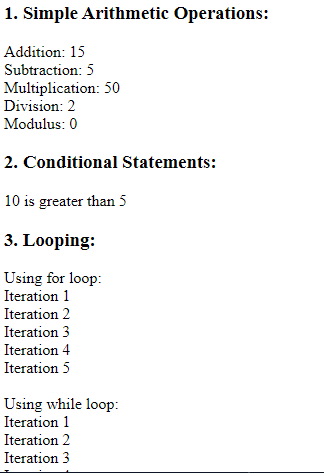 1. Simple Arithmetic Operations:
Addition: 15
Subtraction: 5
Multiplication: 50
Division: 2
Modulus: 0
2. Conditional Statements:
10 is greater than 5
3. Looping:
Using for loop:
Iteration 1
Iteration 2
Iteration 3
Iteration 4
Iteration 5
Using while loop:
Iteration 1
Iteration 2
Iteration 3